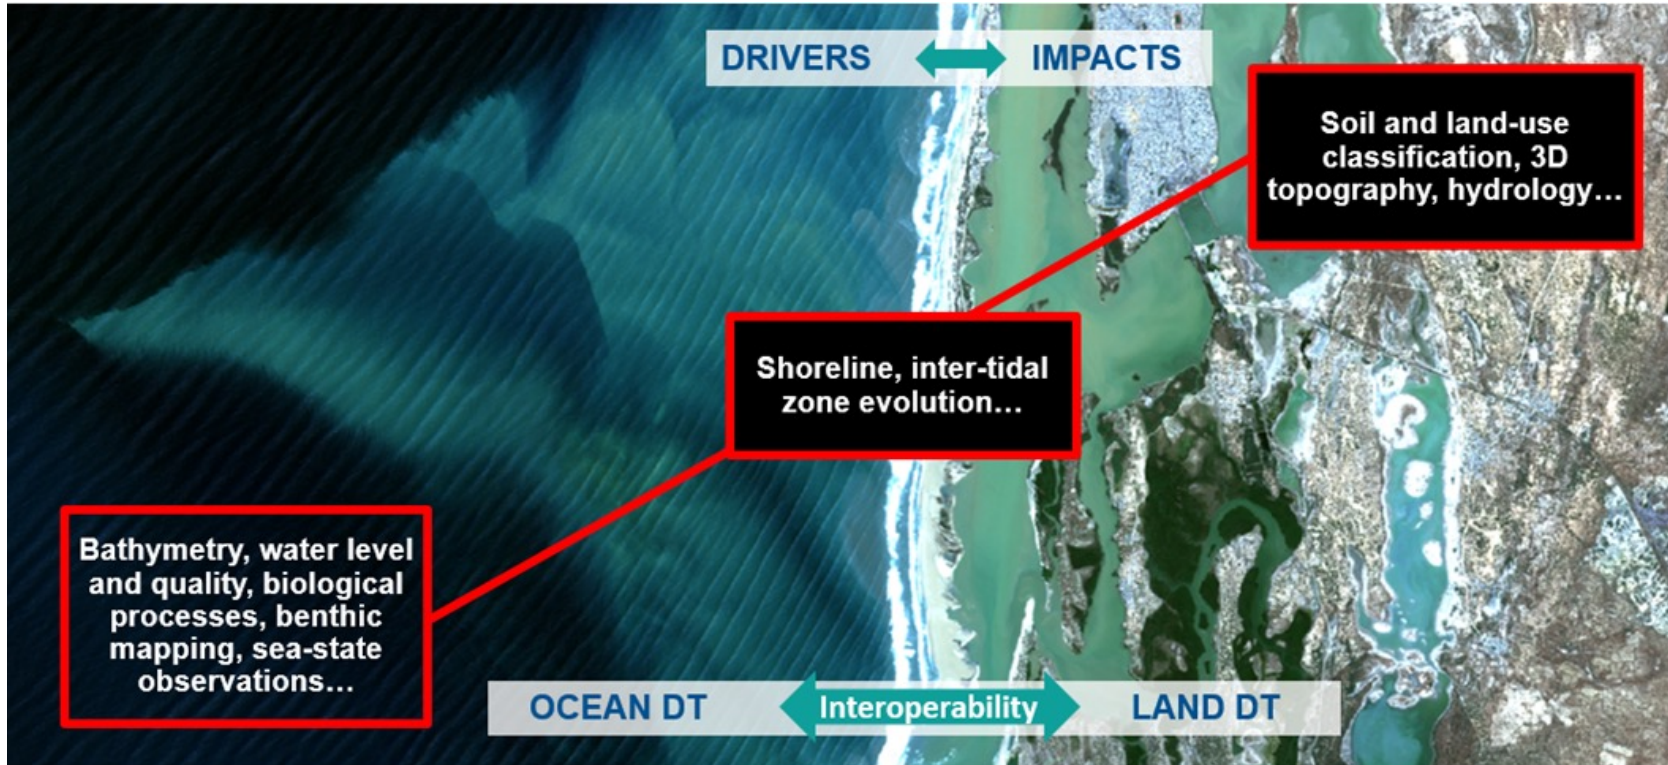 DRIVERS IMPACTS
Soil and land-use
classification, 3D
topography, hydrology…
Shoreline, inter-tidal
zone evolution…
Bathymetry, water level
and quality, biological
processes, benthic
mapping, sea-state
observations…
OCEAN DT Interoperability LAND DT